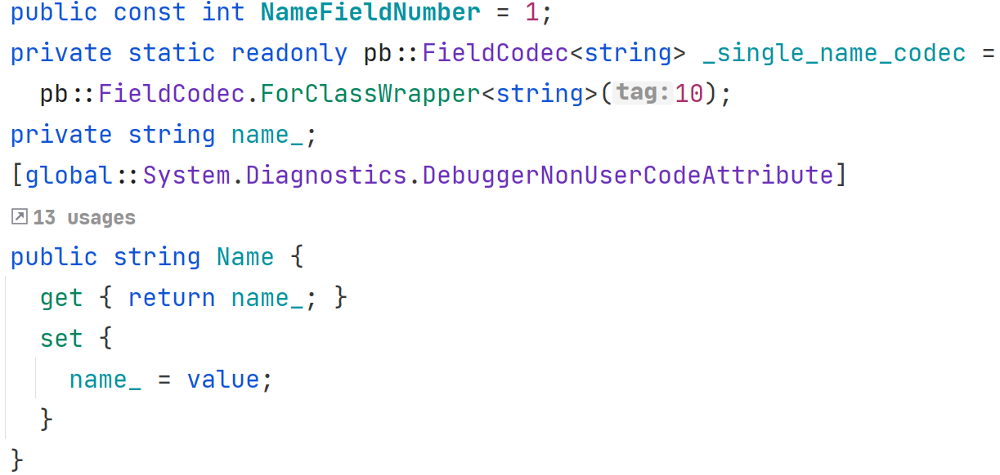 public const int NameFieldNumber = 1;
private static readonly pb::FieldCodec<string> _single_name_codec =
  pb::FieldCodec.ForClassWrapper<string>(tag:10);
private string name_;
[global::System.Diagnostics.DebuggerNonUserCodeAttribute]
13 usages
public string Name {
  get { return name_; }
  set {
    name_ = value;
  }
}